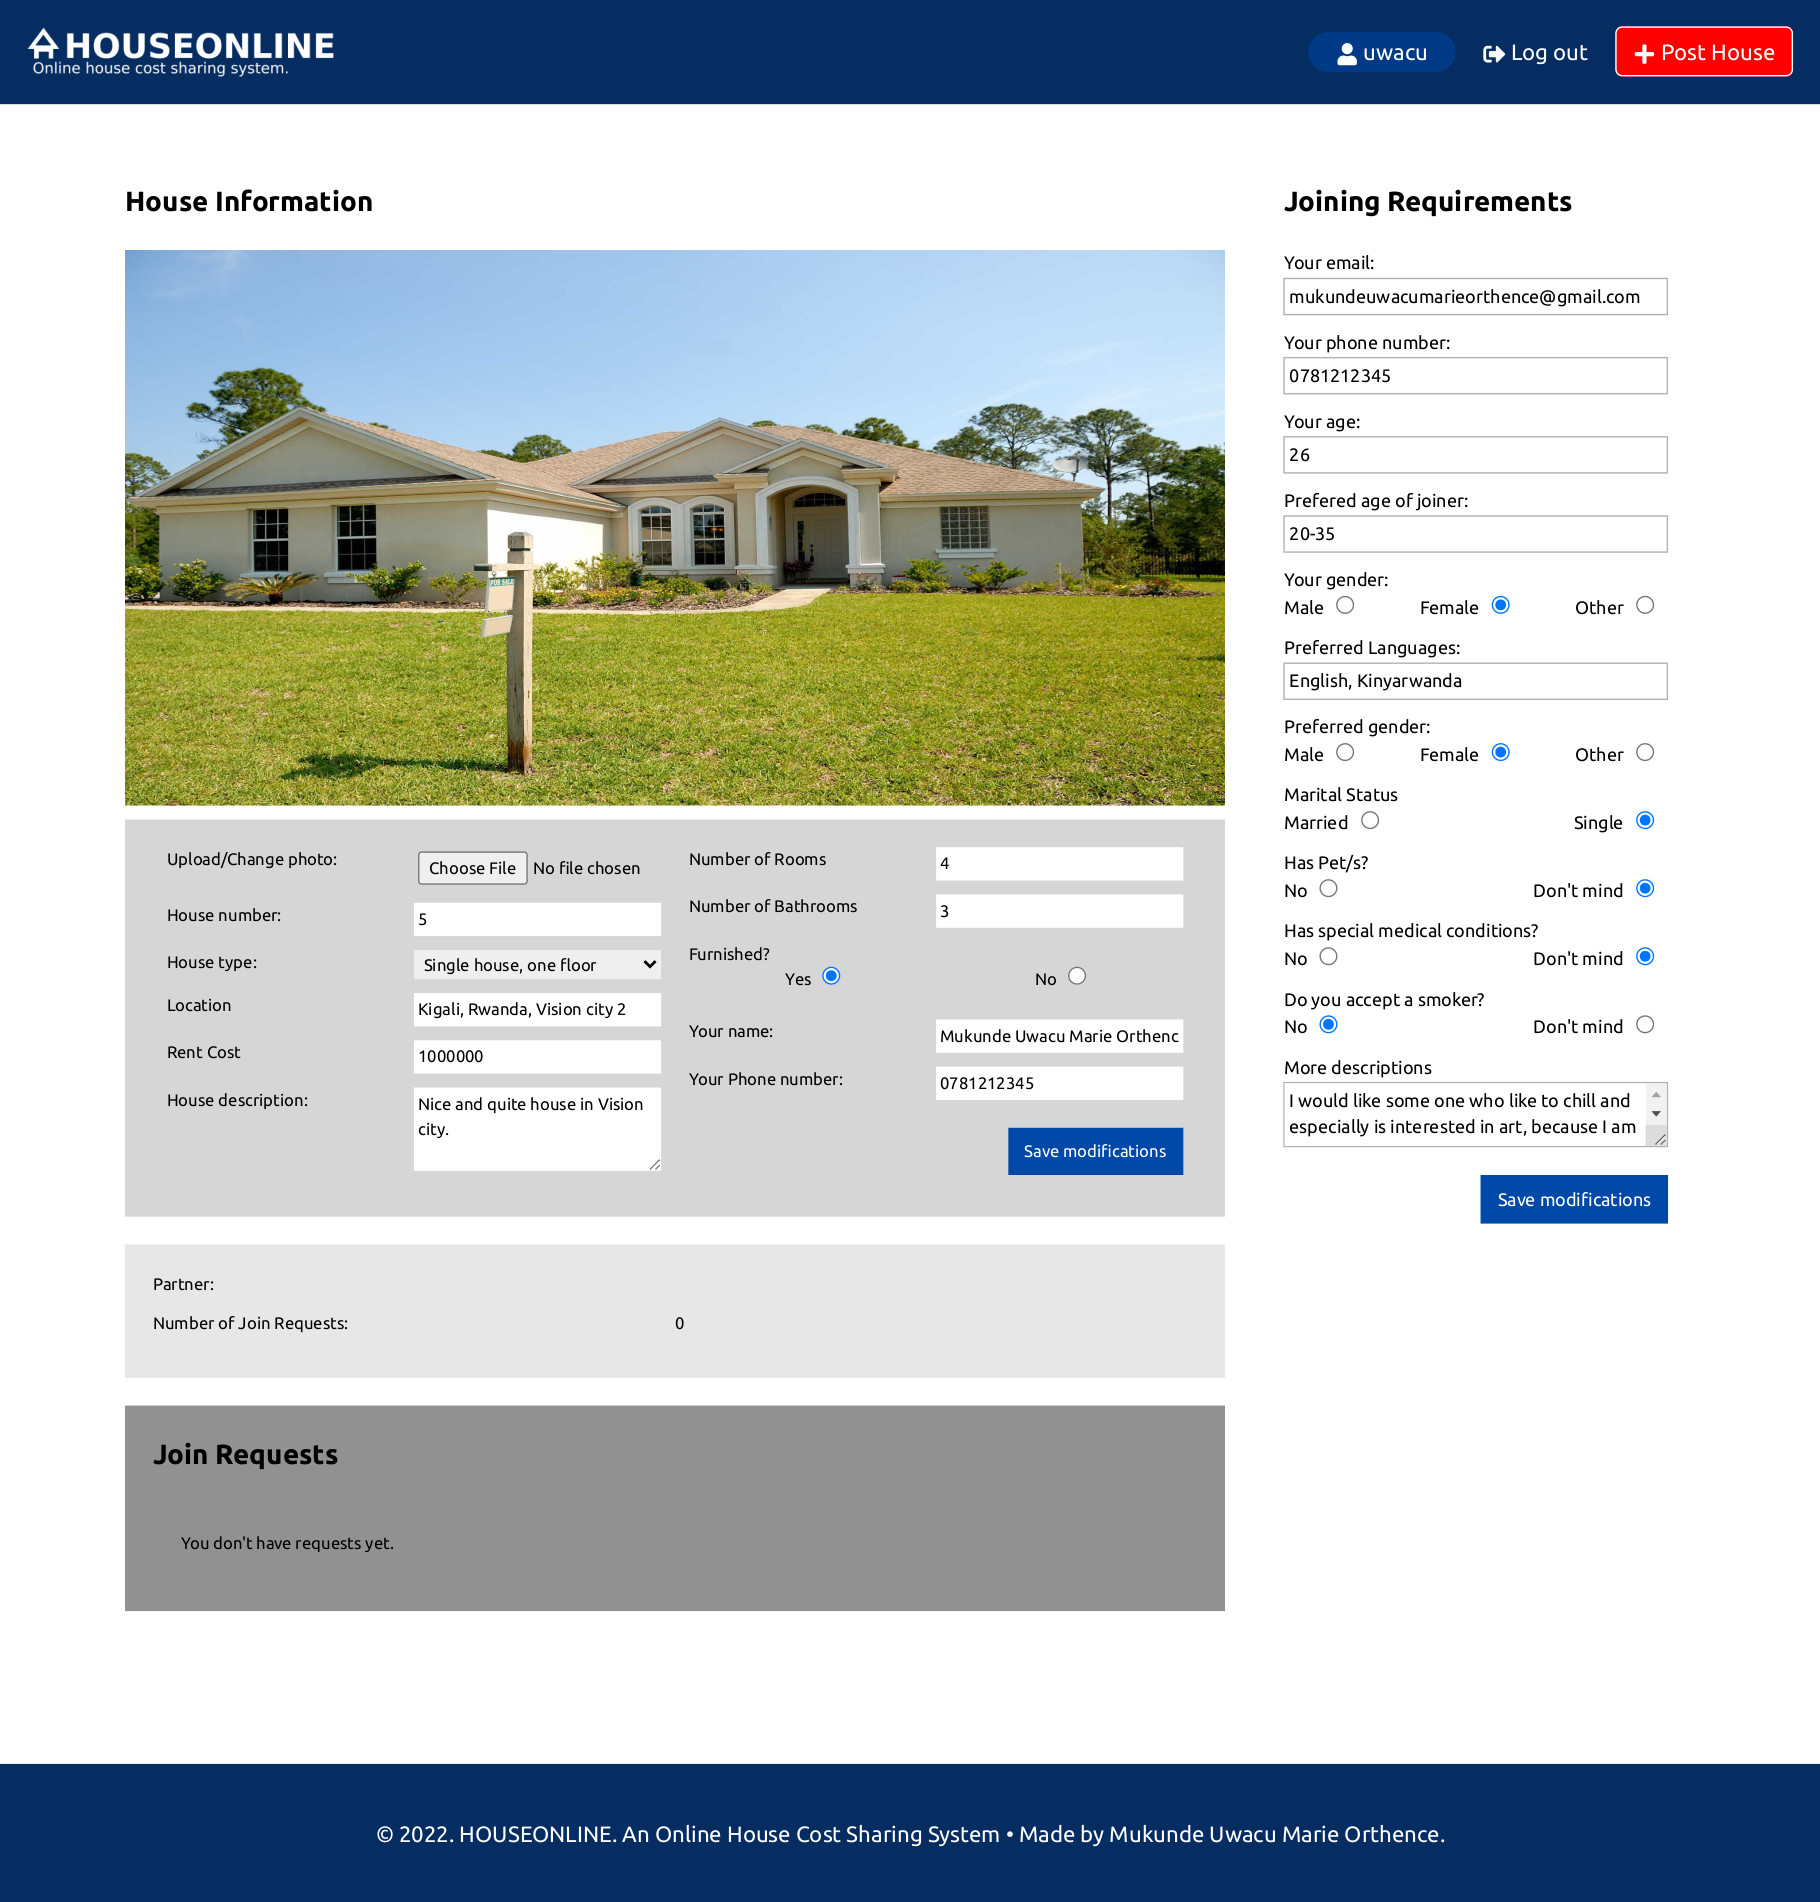 HOUSEONLINE
Online house cost sharing system.
uwacu
Log out
Post House
House Information
FOR SALE
Upload/Change photo:
Choose File No file chosen
House number:
5
House type:
Single house, one floor
Location
Kigali, Rwanda, Vision city 2
Rent Cost
1000000
House description:
Nice and quite house in Vision
city.
Number of Rooms
4
Number of Bathrooms
3
Furnished?
Yes
No
Your name:
Mukunde Uwacu Marie Orthenc
Your Phone number:
0781212345
Save modifications
Partner:
Number of Join Requests:
0
Join Requests
You don't have requests yet.
Joining Requirements
Your email:
mukundeuwacumarieorthence@gmail.com
Your phone number:
0781212345
Your age:
26
Prefered age of joiner:
20-35
Your gender:
Male Female Other
Preferred Languages:
English, Kinyarwanda
Preferred gender:
Male Female Other
Marital Status
Married Single
Has Pet/s?
No Don't mind
Has special medical conditions?
No Don't mind
Do you accept a smoker?
No Don't mind
More descriptions
I would like some one who like to chill and
especially is interested in art, because I am
Save modifications
© 2022. HOUSEONLINE. An Online House Cost Sharing System • Made by Mukunde Uwacu Marie Orthence.